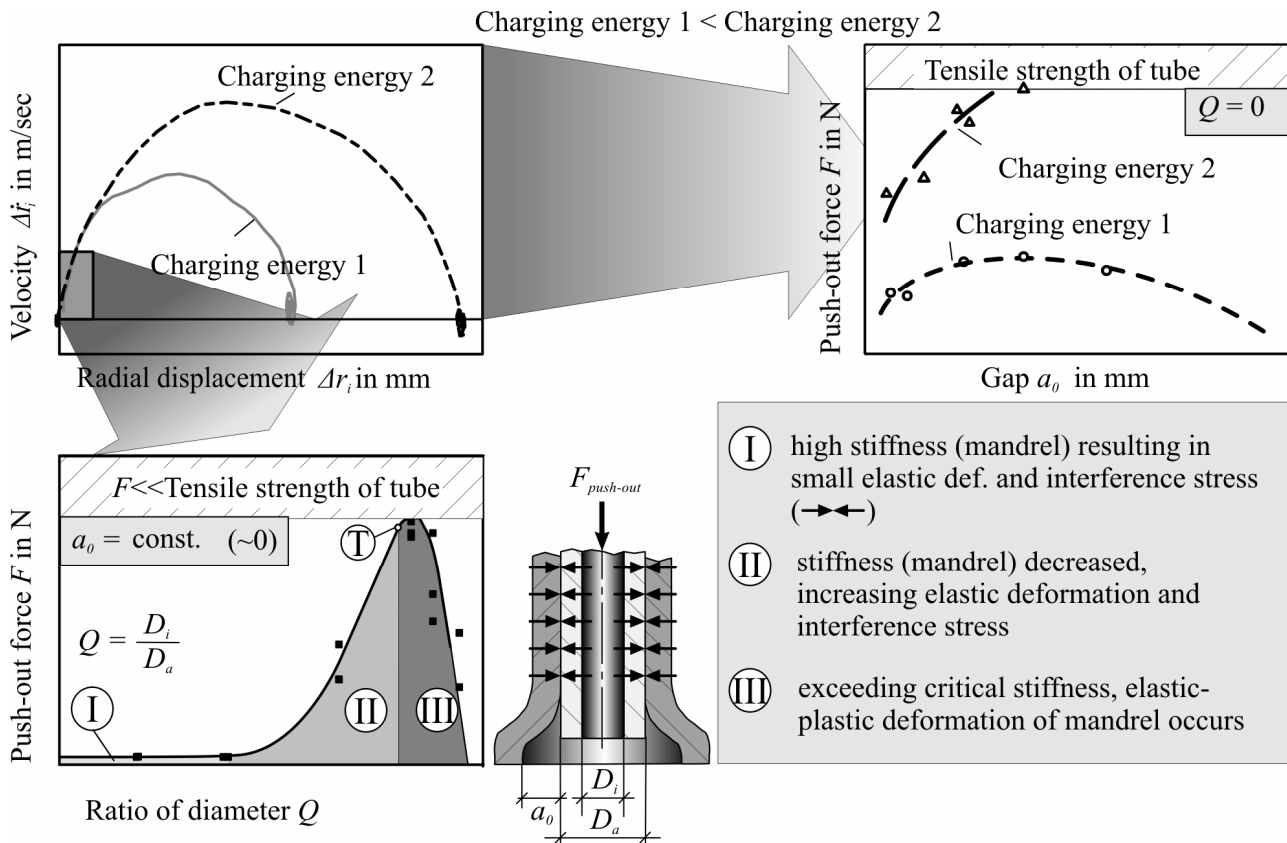 Charging energy 1 < Charging energy 2
Velocity Δṙᵢ in m/sec
Charging energy 2
Charging energy 1
Radial displacement Δrᵢ in mm
Push-out force F in N
Tensile strength of tube
Q = 0
Charging energy 2
Charging energy 1
Gap a₀ in mm
Push-out force F in N
F<<Tensile strength of tube
a₀ = const. (~0)
T
Q = Dᵢ / Dₐ
I
II
III
Ratio of diameter Q
F push-out
Dᵢ
a₀
Dₐ
I high stiffness (mandrel) resulting in
small elastic def. and interference stress
(→←)
II stiffness (mandrel) decreased,
increasing elastic deformation and
interference stress
III exceeding critical stiffness, elastic-
plastic deformation of mandrel occurs